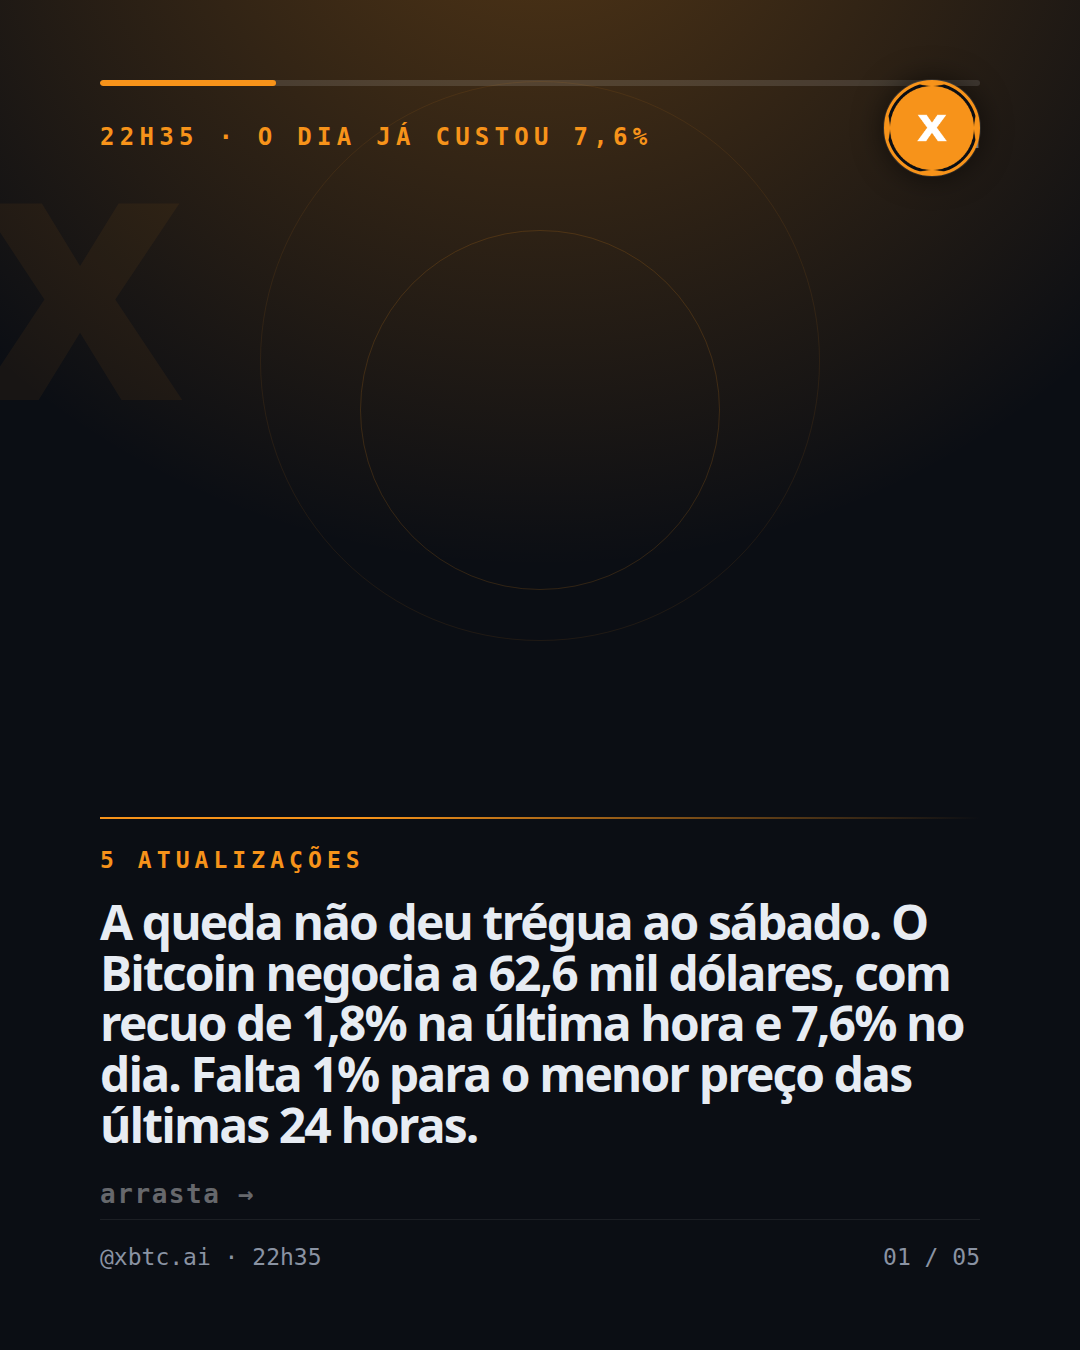 22H35 · O DIA JÁ CUSTOU 7,6%
x
x
5 ATUALIZAÇÕES
A queda não deu trégua ao sábado. O
Bitcoin negocia a 62,6 mil dólares, com
recuo de 1,8% na última hora e 7,6% no
dia. Falta 1% para o menor preço das
últimas 24 horas.
arrasta →
@xbtc.ai · 22h35
01 / 05